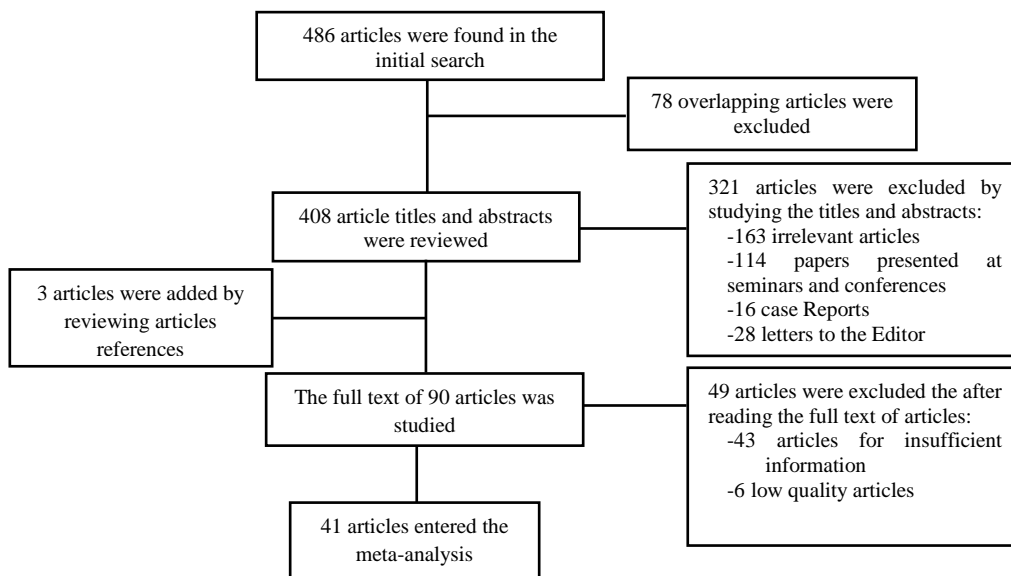 486 articles were found in the
initial search
78 overlapping articles were
excluded
408 article titles and abstracts
were reviewed
321 articles were excluded by
studying the titles and abstracts:
-163 irrelevant articles
-114 papers presented at
seminars and conferences
-16 case Reports
-28 letters to the Editor
3 articles were added by
reviewing articles
references
The full text of 90 articles was
studied
49 articles were excluded the after
reading the full text of articles:
-43 articles for insufficient
information
-6 low quality articles
41 articles entered the
meta-analysis